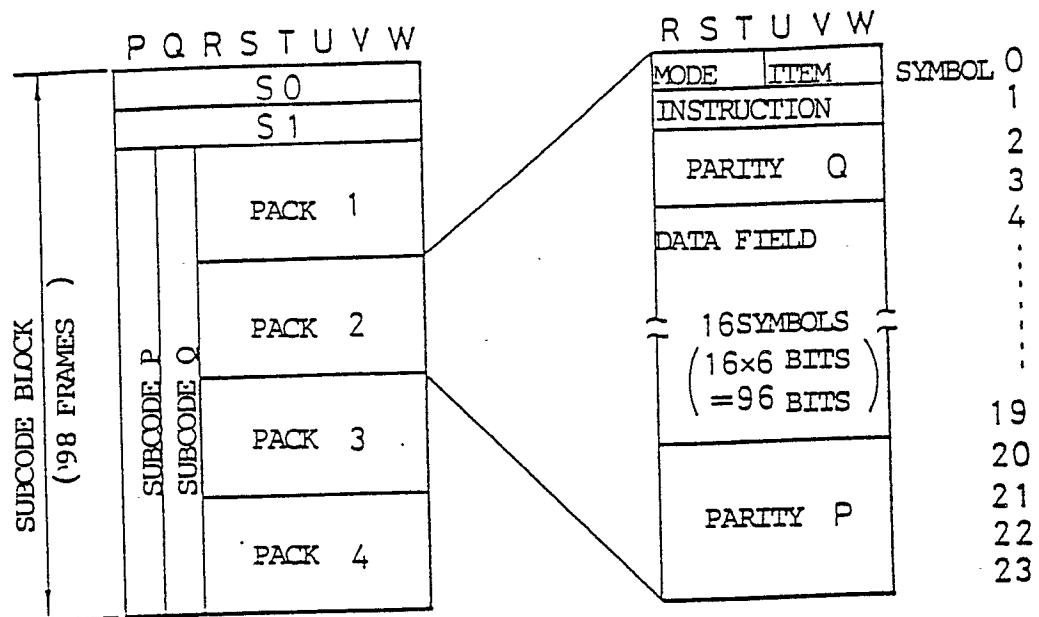 P Q R S T U V W
S0
S1
PACK 1
PACK 2
PACK 3
PACK 4
SUBCODE P
SUBCODE Q
SUBCODE BLOCK
(98 FRAMES )
R S T U V W
MODE ITEM
INSTRUCTION
PARITY Q
DATA FIELD
16SYMBOLS
(16×6 BITS
=96 BITS)
PARITY P
SYMBOL 0
1
2
3
4
19
20
21
22
23